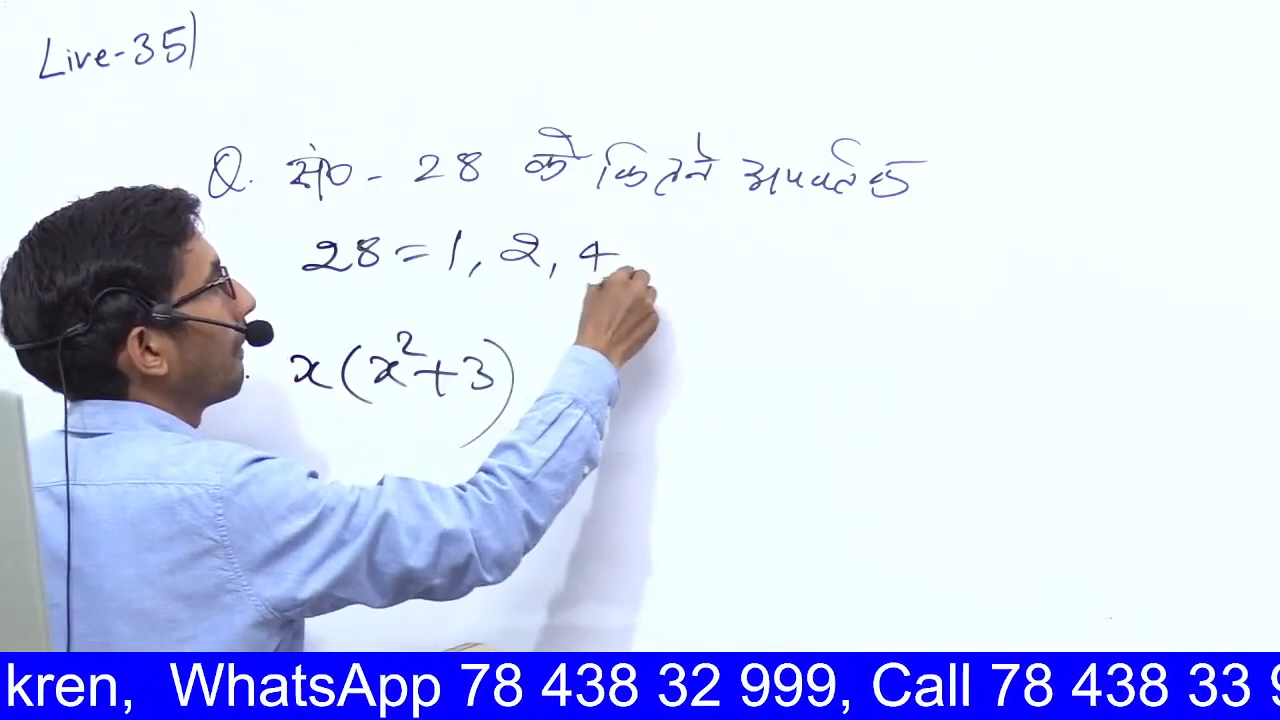 Live-35)
Q. सं० - 28 के कितने अपवर्तक
28 = 1, 2, 4
x(x²+3)
kren, WhatsApp 78 438 32 999, Call 78 438 33 9